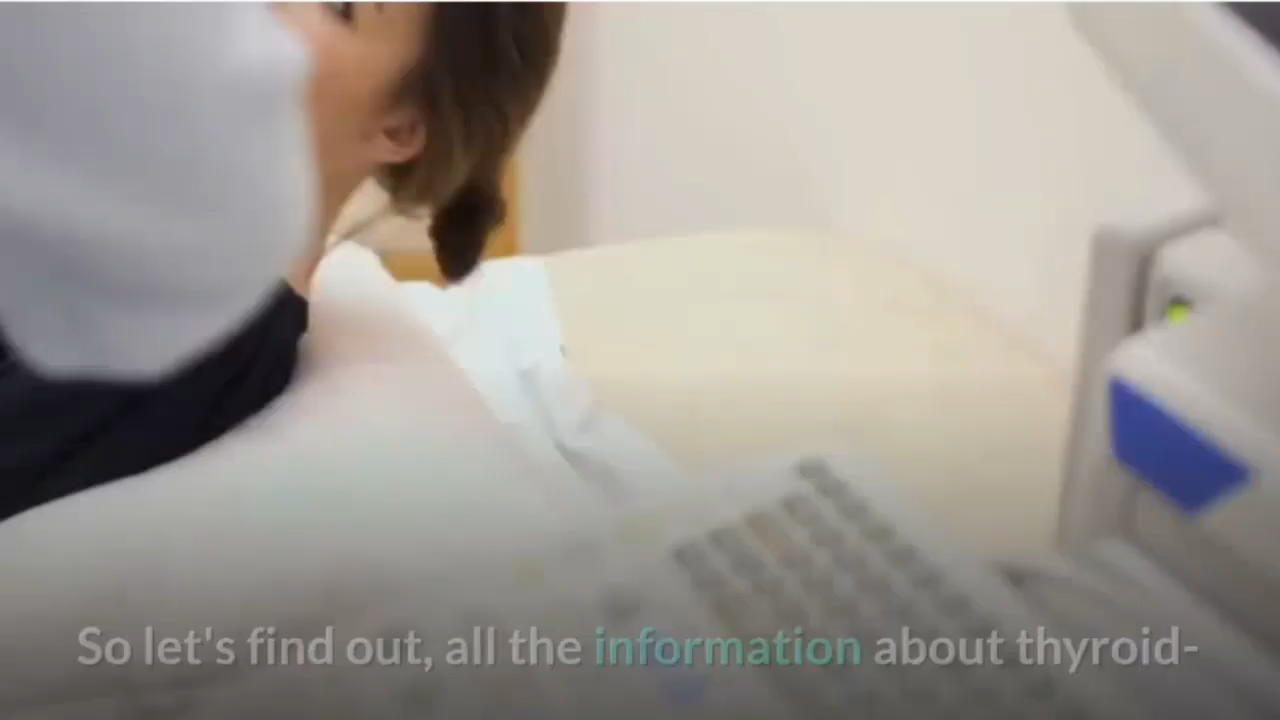 So let's find out, all the information about thyroid-